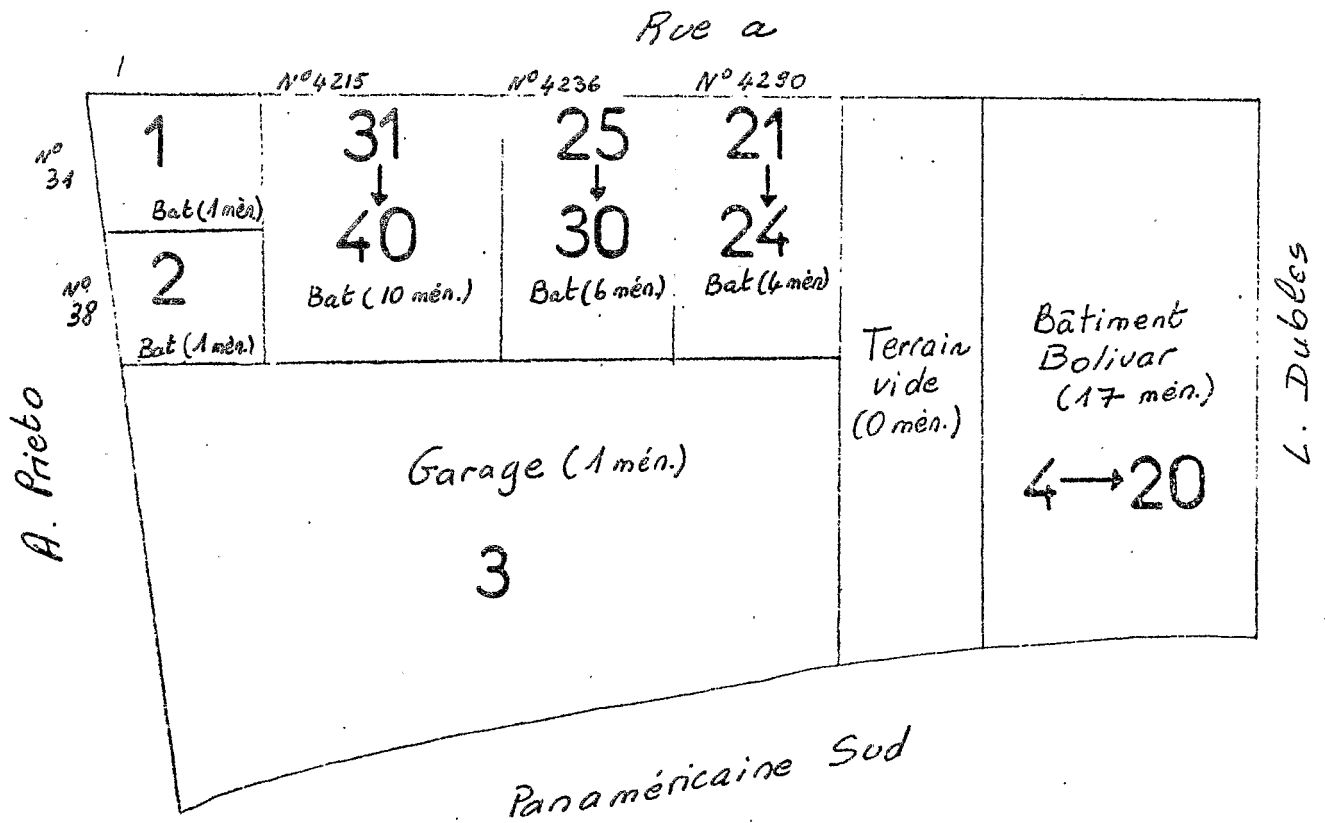 Rue a
N° 4215
N° 4236
N° 4290
N°
31
1
Bat (1 mén)
31
40
Bat (10 mén.)
25
30
Bat (6 mén.)
21
24
Bat (4 mén)
N°
38
2
Bat (1 mén.)
A. Prieto
Garage (1 mén.)
3
Terrain
vide
(0 mén.)
Bâtiment
Bolivar
(17 mén.)
4→20
L. Dubles
Panaméricaine Sud